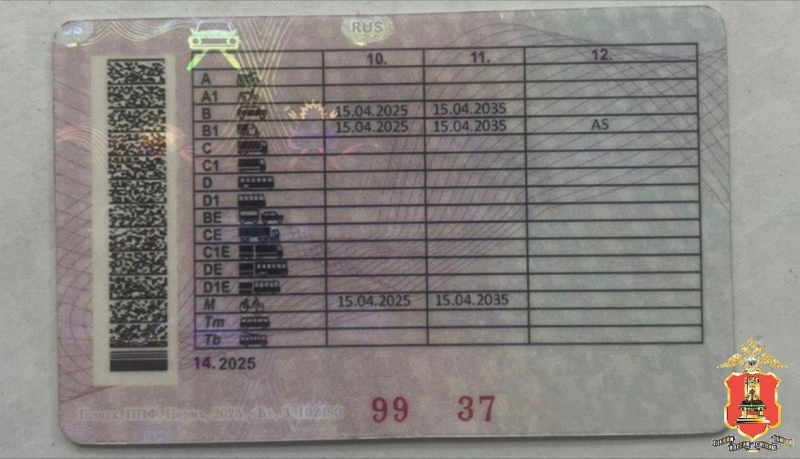 RUS
10. 11. 12.
A
A1
B 15.04.2025 15.04.2035
B1 15.04.2025 15.04.2035 AS
C
C1
D
D1
BE
CE
C1E
DE
D1E
M 15.04.2025 15.04.2035
Tm
Tb
14. 2025
99 37